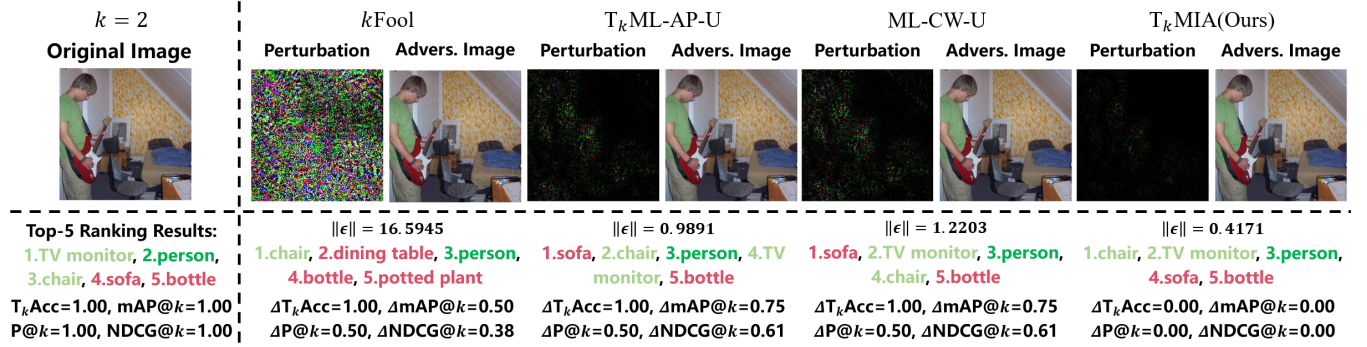 k = 2
Original Image
Top-5 Ranking Results:
1.TV monitor, 2.person,
3.chair, 4.sofa, 5.bottle
TₖAcc=1.00, mAP@k=1.00
P@k=1.00, NDCG@k=1.00
kFool
Perturbation Advers. Image
‖ϵ‖ = 16.5945
1.chair, 2.dining table, 3.person,
4.bottle, 5.potted plant
ΔTₖAcc=1.00, ΔmAP@k=0.50
ΔP@k=0.50, ΔNDCG@k=0.38
TₖML-AP-U
Perturbation Advers. Image
‖ϵ‖ = 0.9891
1.sofa, 2.chair, 3.person, 4.TV
monitor, 5.bottle
ΔTₖAcc=1.00, ΔmAP@k=0.75
ΔP@k=0.50, ΔNDCG@k=0.61
ML-CW-U
Perturbation Advers. Image
‖ϵ‖ = 1.2203
1.sofa, 2.TV monitor, 3.person,
4.chair, 5.bottle
ΔTₖAcc=1.00, ΔmAP@k=0.75
ΔP@k=0.50, ΔNDCG@k=0.61
TₖMIA(Ours)
Perturbation Advers. Image
‖ϵ‖ = 0.4171
1.chair, 2.TV monitor, 3.person,
4.sofa, 5.bottle
ΔTₖAcc=0.00, ΔmAP@k=0.00
ΔP@k=0.00, ΔNDCG@k=0.00